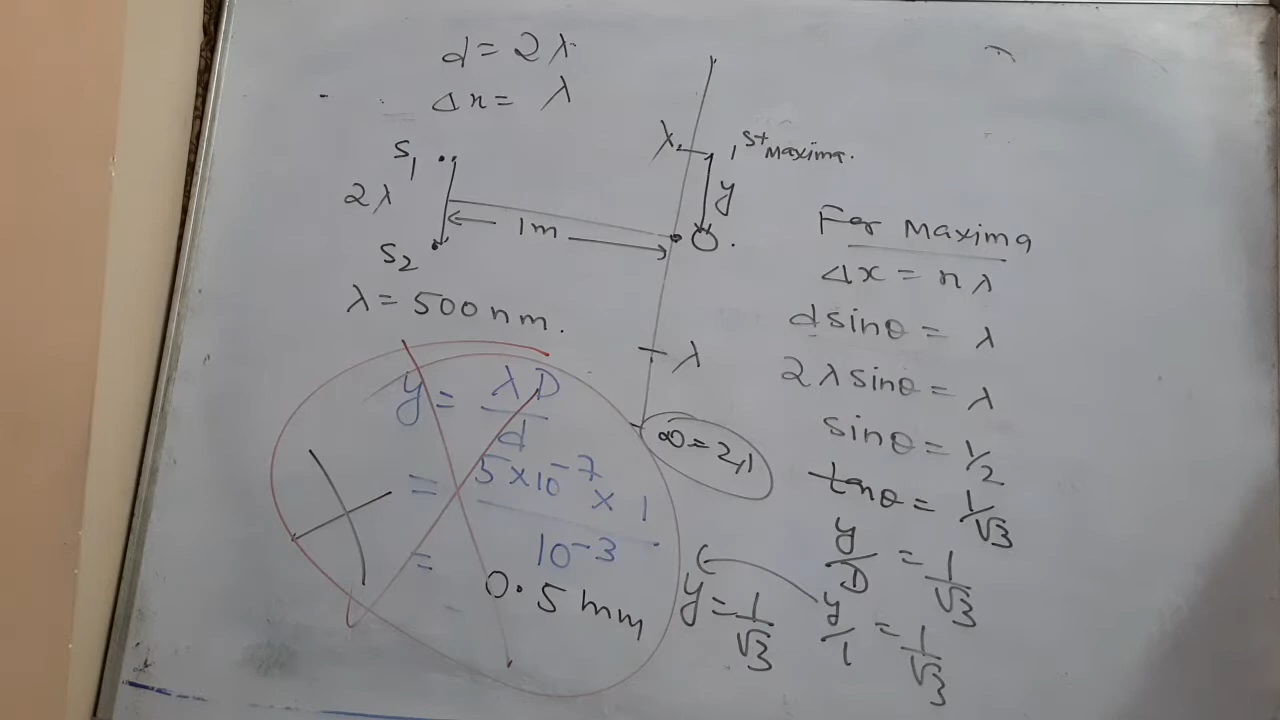 d = 2λ
Δx = λ
S₁
2λ
S₂
1m
λ
1st Maxima.
y
O.
λ = 500 nm.
λ
∞ = 2λ
y = λD/d
= 5×10⁻⁷ × 1 / 10⁻³
= 0.5 mm
For Maxima
Δx = nλ
d sinθ = λ
2λ sinθ = λ
sinθ = 1/2
tanθ = 1/√3
y/D = 1/√3
y/1 = 1/√3
y = 1/√3